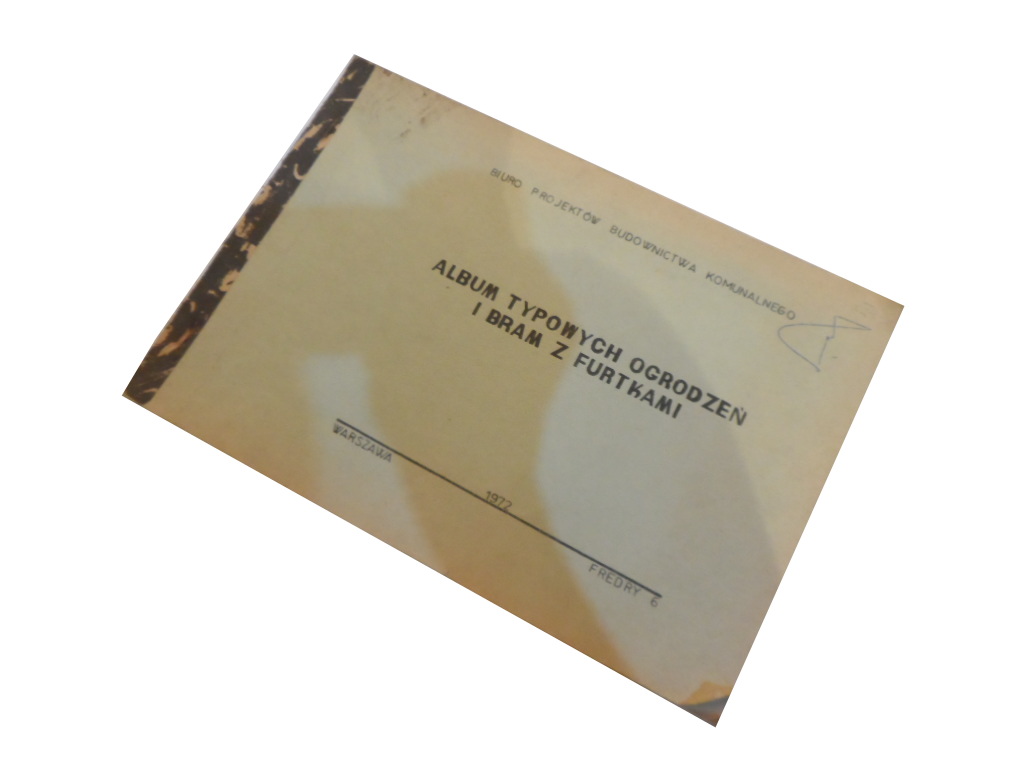 BIURO PROJEKTÓW BUDOWNICTWA KOMUNALNEGO
ALBUM TYPOWYCH OGRODZEŃ
I BRAM Z FURTKAMI
WARSZAWA 1972 FREDRY 6